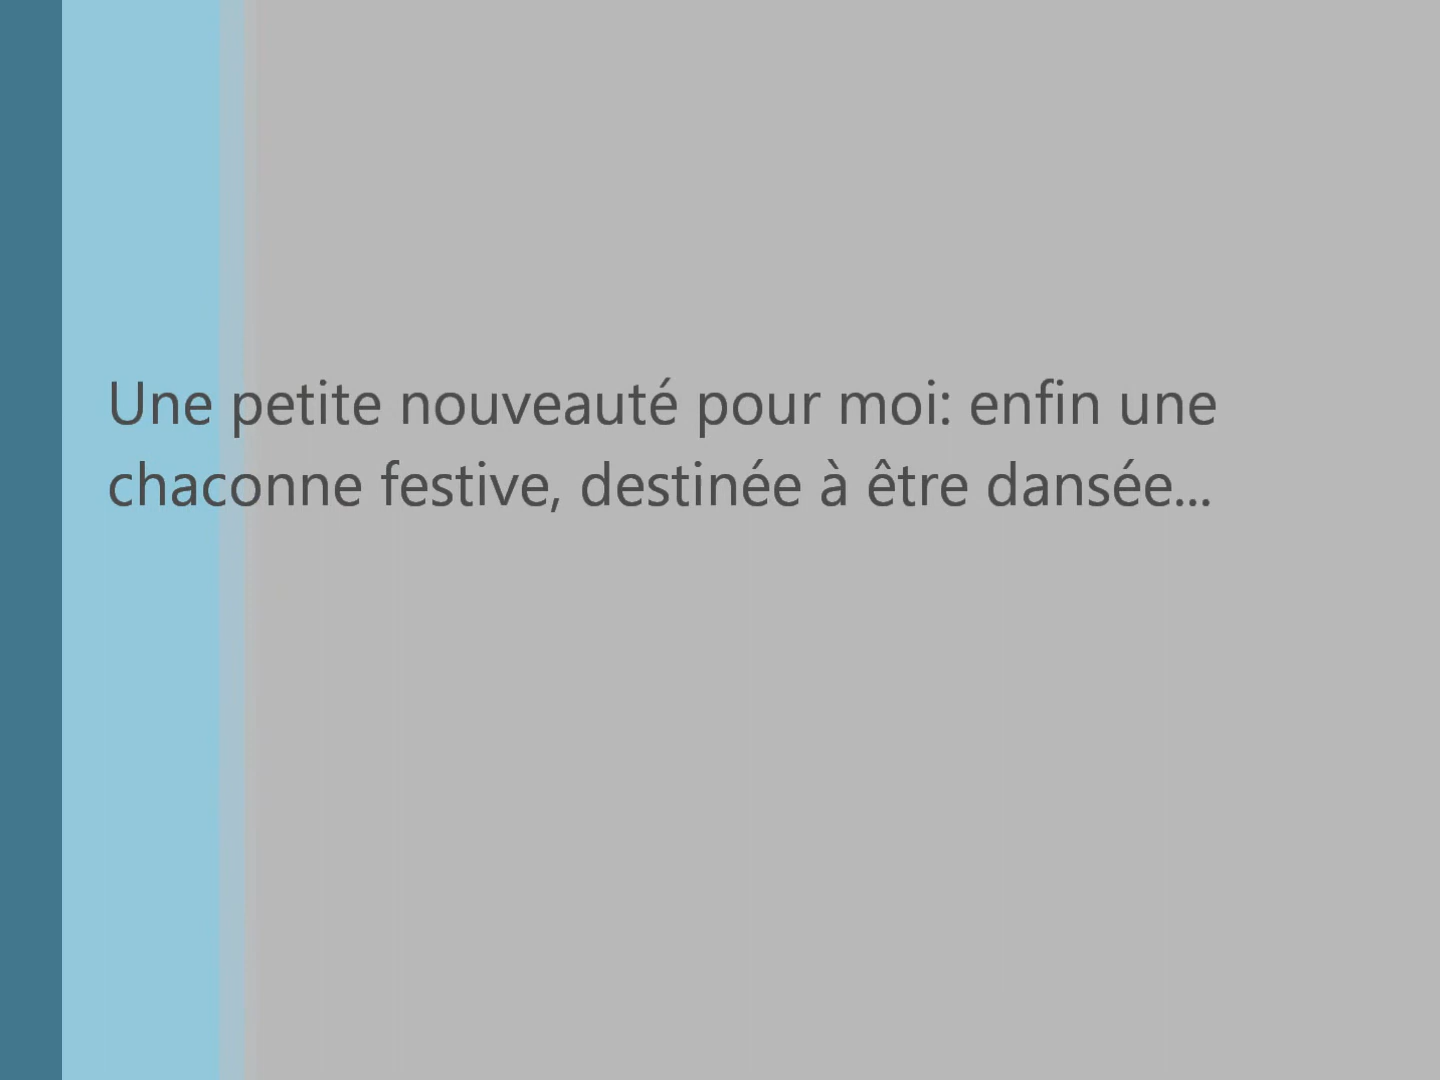 Une petite nouveauté pour moi: enfin une
chaconne festive, destinée à être dansée...